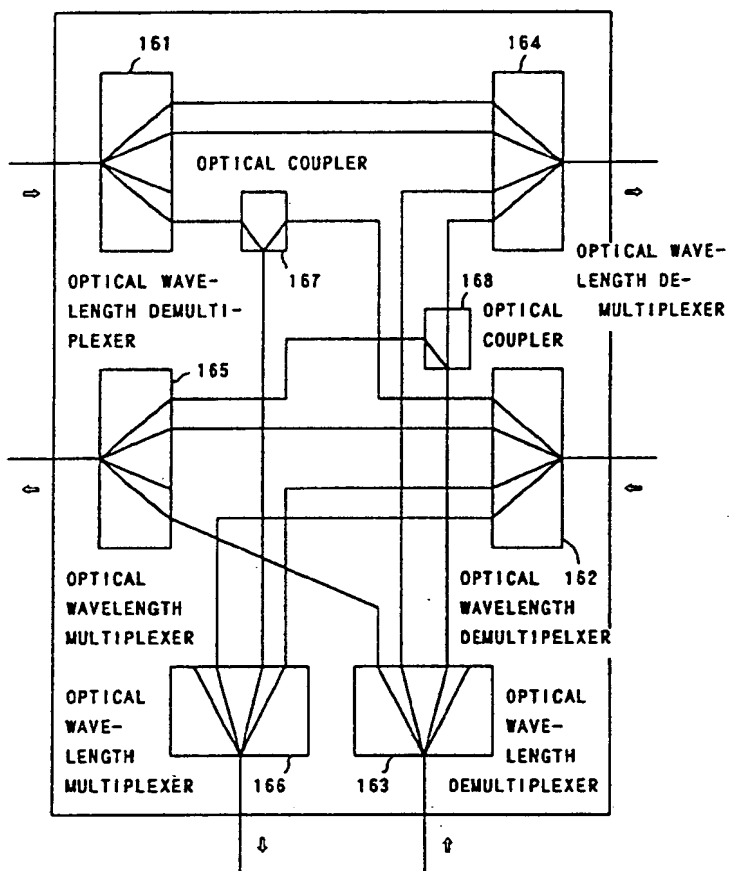 161
164
OPTICAL COUPLER
167
OPTICAL WAVE-
LENGTH DEMULTI-
PLEXER
OPTICAL WAVE-
LENGTH DE-
MULTIPLEXER
168
OPTICAL
COUPLER
165
162
OPTICAL
WAVELENGTH
MULTIPLEXER
OPTICAL
WAVELENGTH
DEMULTIPELXER
OPTICAL
WAVE-
LENGTH
MULTIPLEXER
166
163
OPTICAL
WAVE-
LENGTH
DEMULTIPLEXER